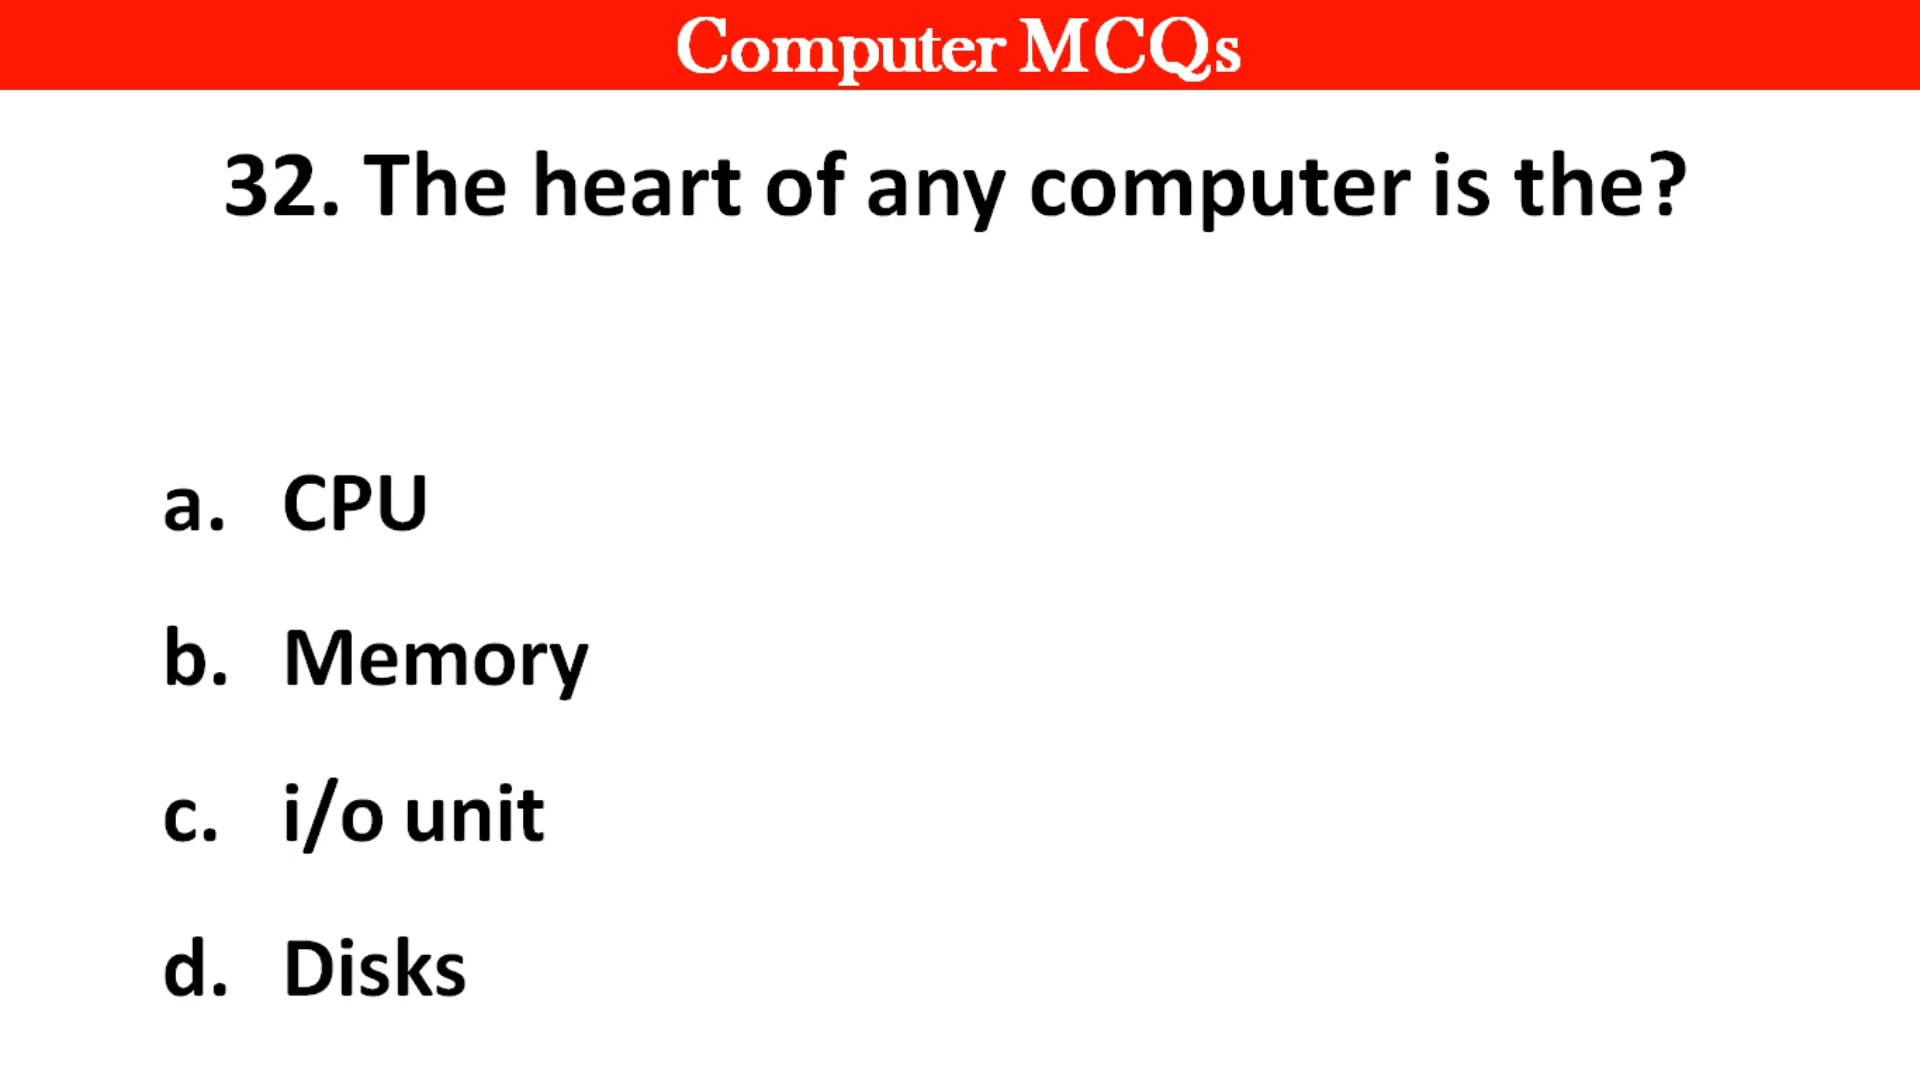 Computer MCQs
32. The heart of any computer is the?
a. CPU
b. Memory
c. i/o unit
d. Disks